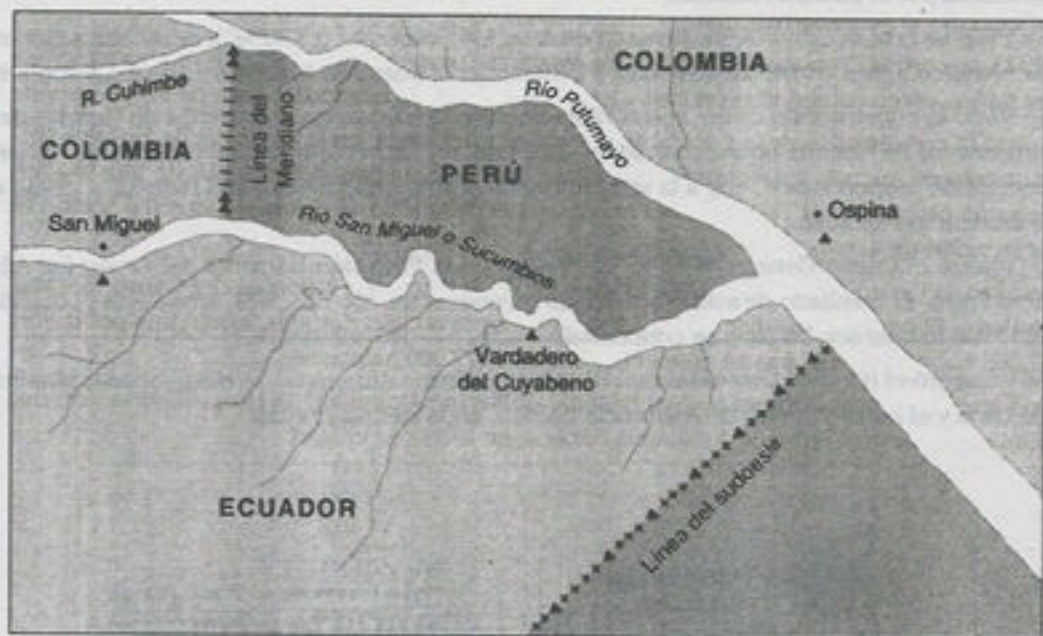 COLOMBIA
R. Cuhimbe
Río Putumayo
COLOMBIA
Línea del
Meridiano
PERÚ
San Miguel
Río San Miguel o Sucumbios
Ospina
Vardadero
del Cuyabeno
ECUADOR
Línea del sudoeste